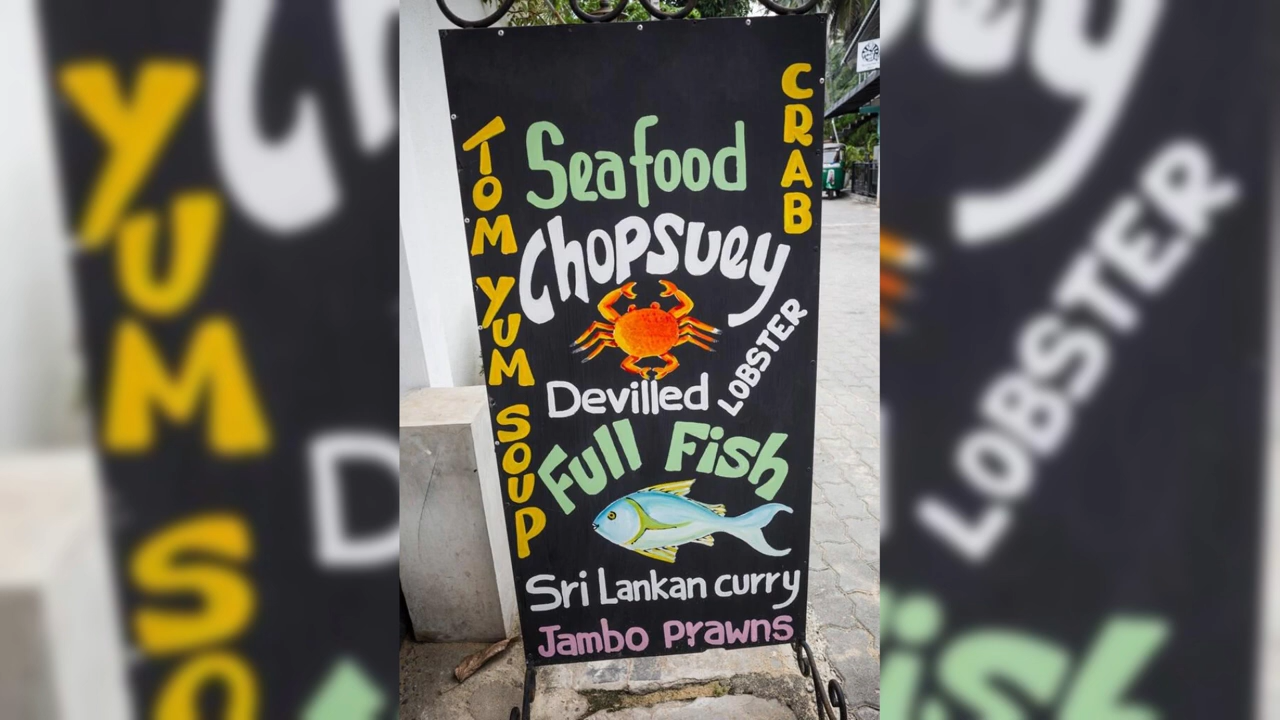 TOM YUM SOUP
CRAB
Seafood
Chopsuey
LOBSTER
Devilled
Full Fish
Sri Lankan curry
Jambo Prawns